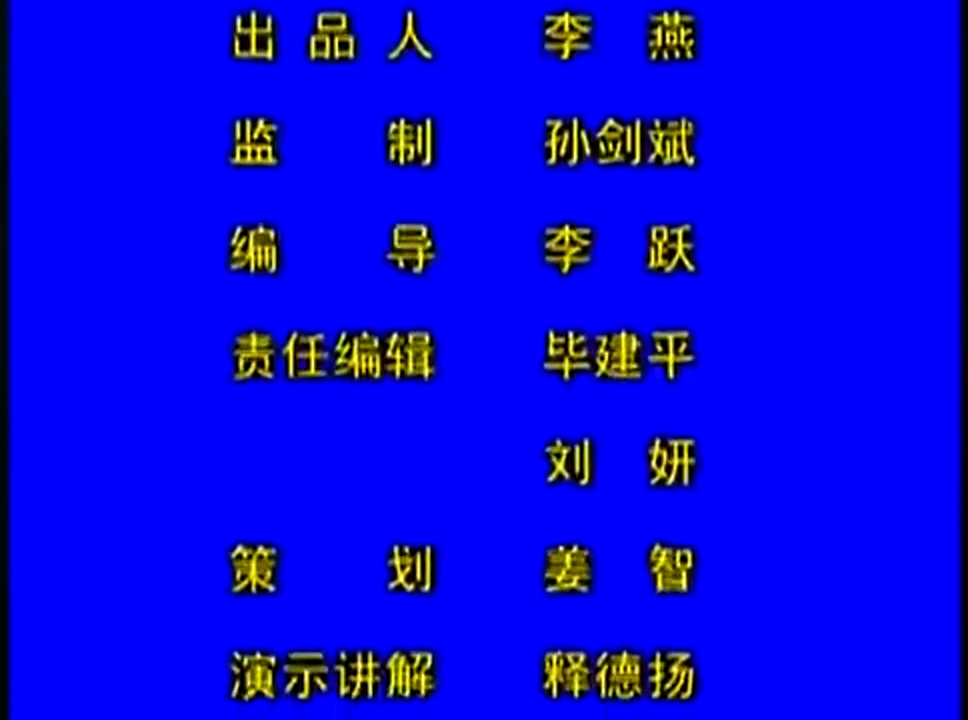 出品人 李燕
监制 孙剑斌
编导 李跃
责任编辑 毕建平
刘妍
策划 姜智
演示讲解 释德扬